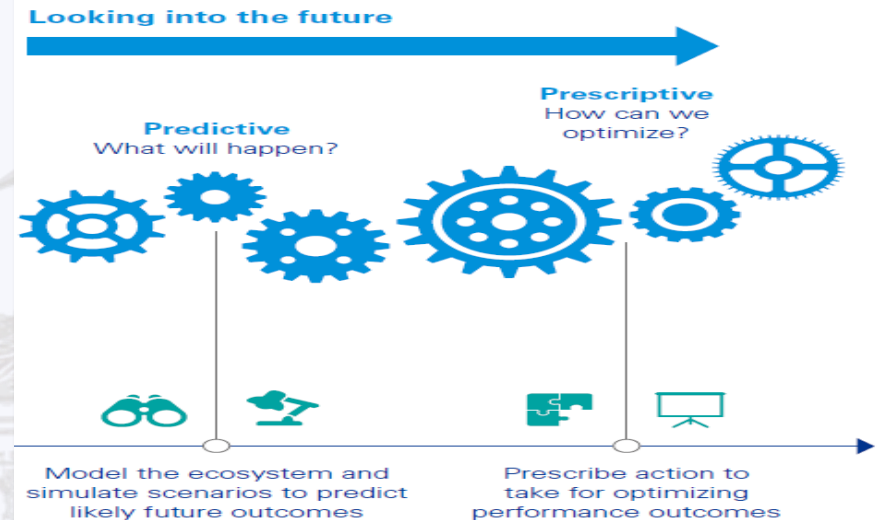 Looking into the future
Predictive
What will happen?
Prescriptive
How can we
optimize?
Model the ecosystem and
simulate scenarios to predict
likely future outcomes
Prescribe action to
take for optimizing
performance outcomes